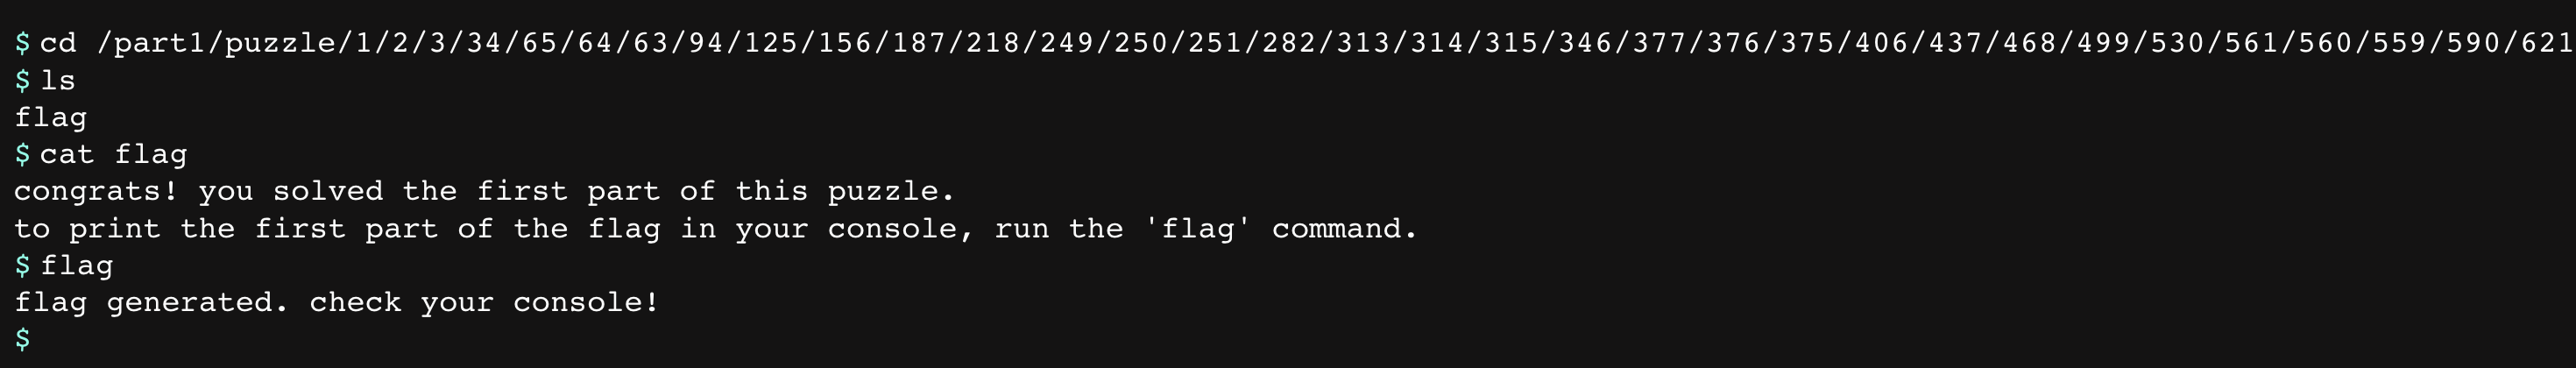 $ cd /part1/puzzle/1/2/3/34/65/64/63/94/125/156/187/218/249/250/251/282/313/314/315/346/377/376/375/406/437/468/499/530/561/560/559/590/621
$ ls
flag
$ cat flag
congrats! you solved the first part of this puzzle.
to print the first part of the flag in your console, run the 'flag' command.
$ flag
flag generated. check your console!
$